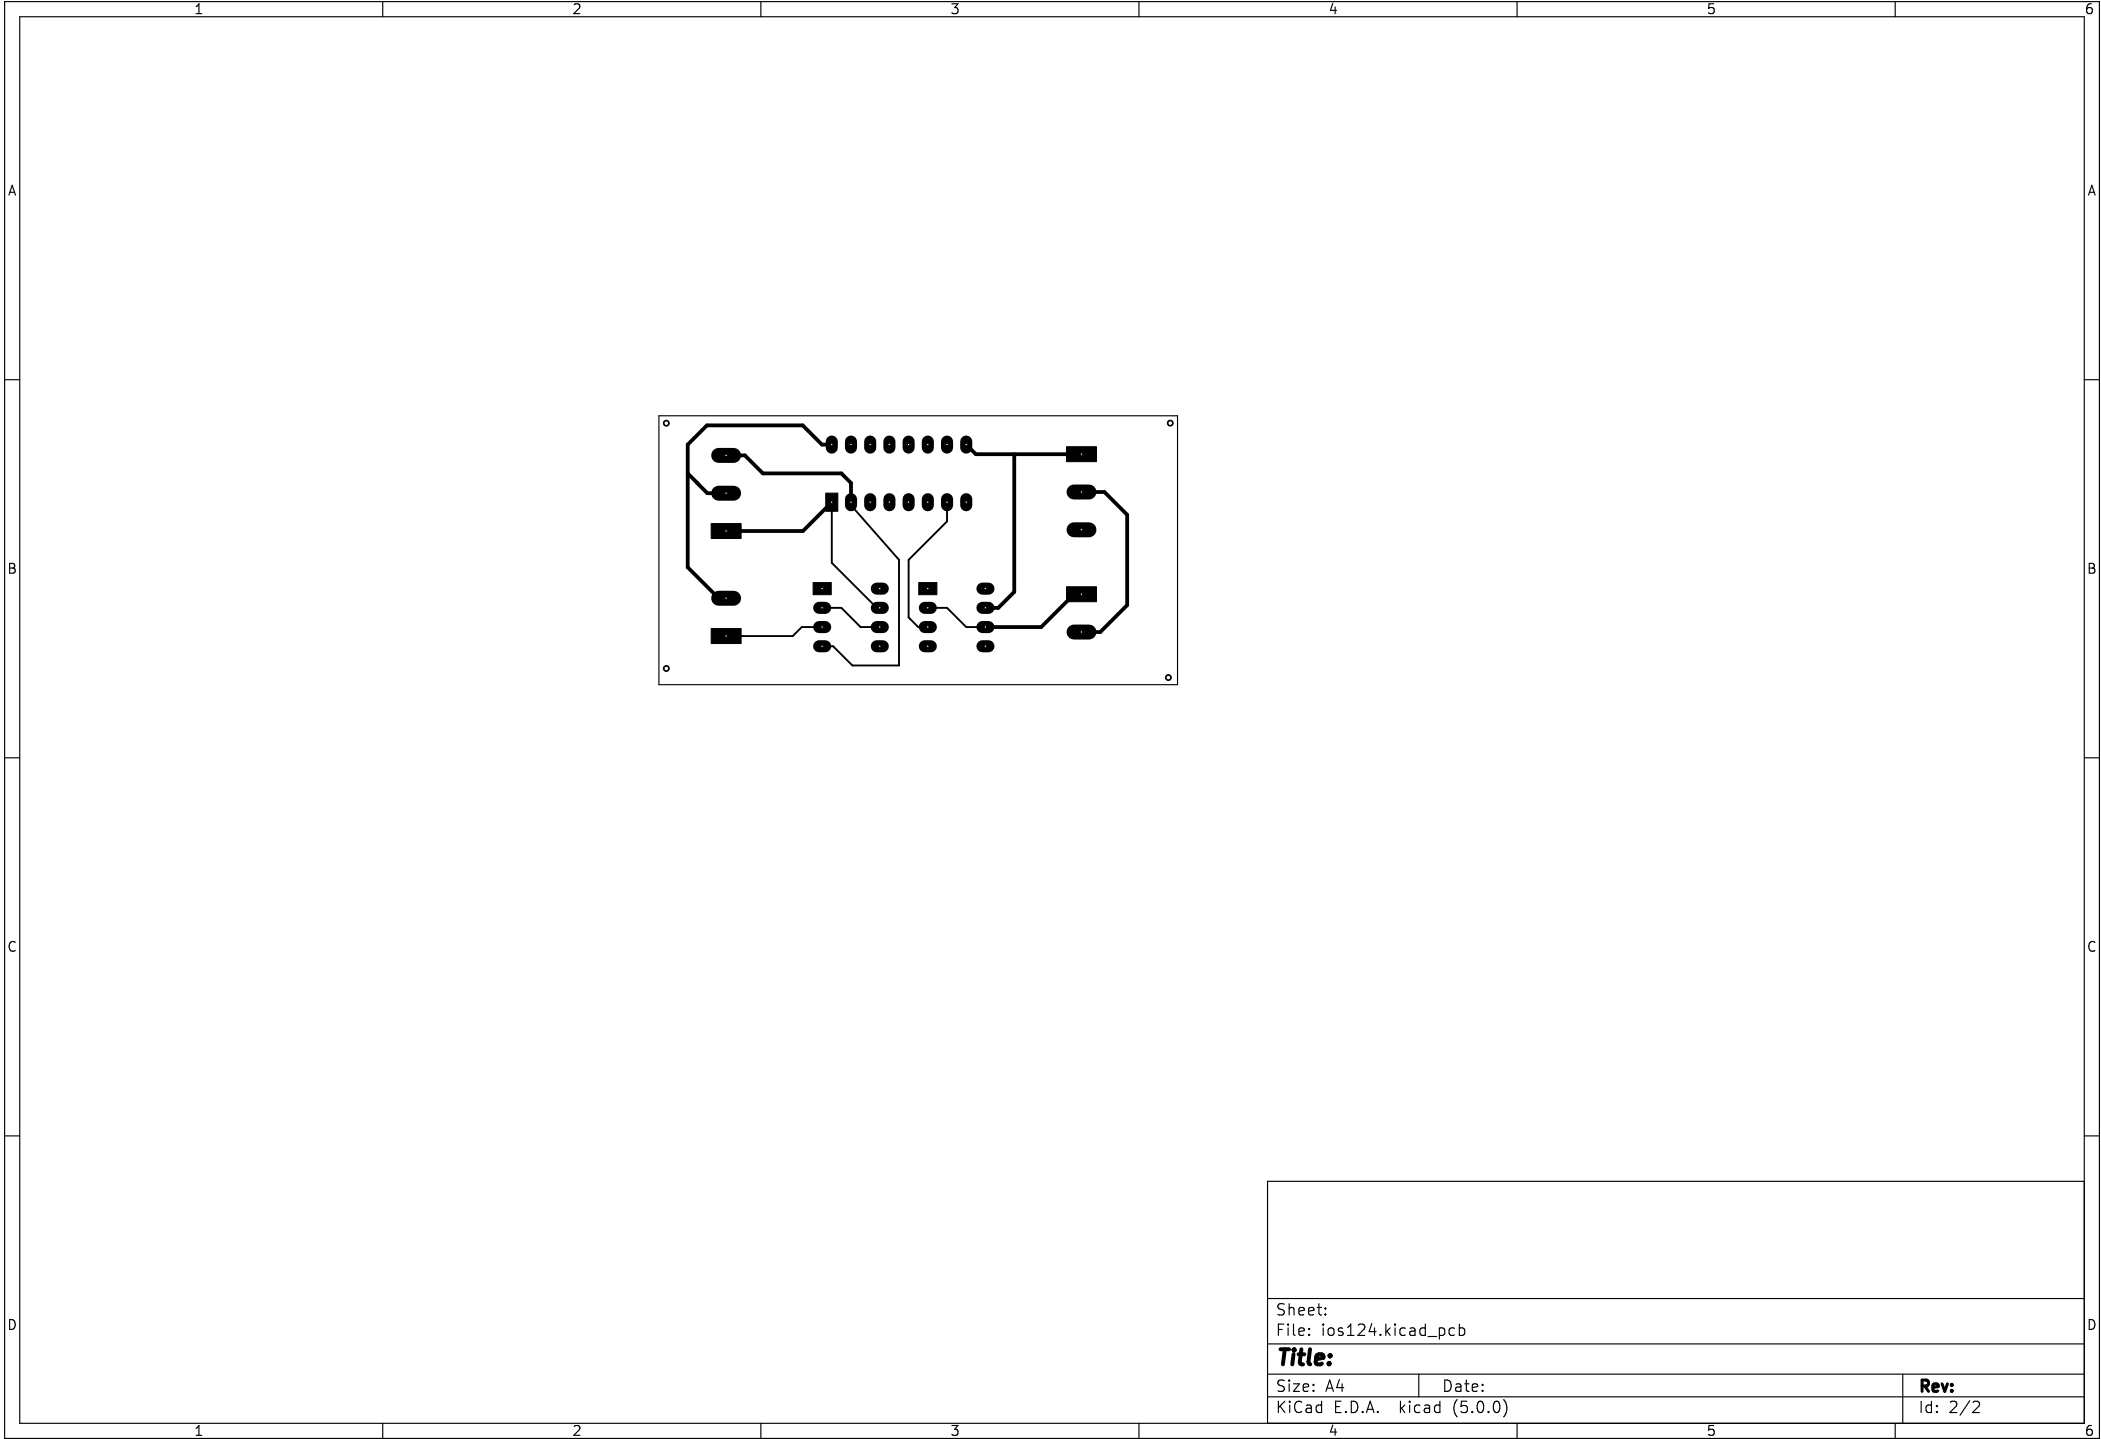 1 2 3 4 5 6
A A
B B
C C
D D
Sheet:
File: ios124.kicad_pcb
Title:
Size: A4 Date: Rev:
KiCad E.D.A. kicad (5.0.0) Id: 2/2
1 2 3 4 5 6